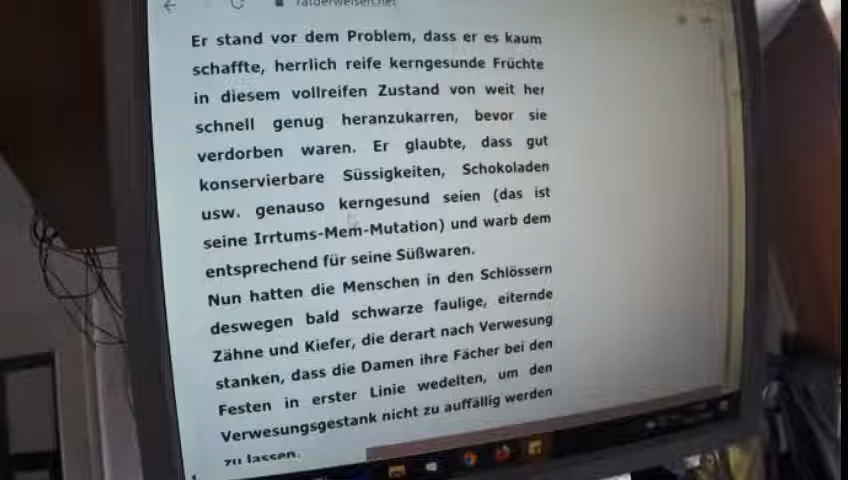 ratderweisen.net
Er stand vor dem Problem, dass er es kaum
schaffte, herrlich reife kerngesunde Früchte
in diesem vollreifen Zustand von weit her
schnell genug heranzukarren, bevor sie
verdorben waren. Er glaubte, dass gut
konservierbare Süssigkeiten, Schokoladen
usw. genauso kerngesund seien (das ist
seine Irrtums-Mem-Mutation) und warb dem
entsprechend für seine Süßwaren.
Nun hatten die Menschen in den Schlössern
deswegen bald schwarze faulige, eiternde
Zähne und Kiefer, die derart nach Verwesung
stanken, dass die Damen ihre Fächer bei den
Festen in erster Linie wedelten, um den
Verwesungsgestank nicht zu auffällig werden
zu lassen.